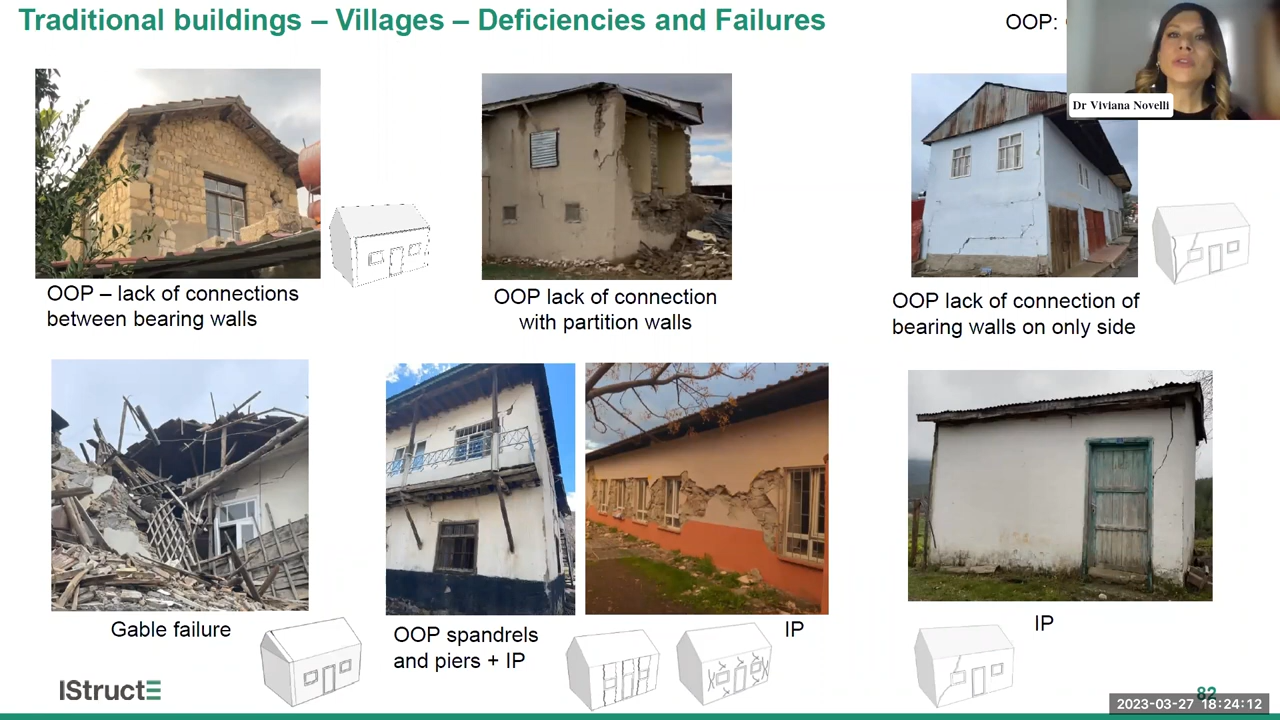 Traditional buildings – Villages – Deficiencies and Failures
OOP:
Dr Viviana Novelli
OOP – lack of connections
between bearing walls
OOP lack of connection
with partition walls
OOP lack of connection of
bearing walls on only side
Gable failure
OOP spandrels
and piers + IP
IP
IP
IStructE
82
2023-03-27 18:24:12